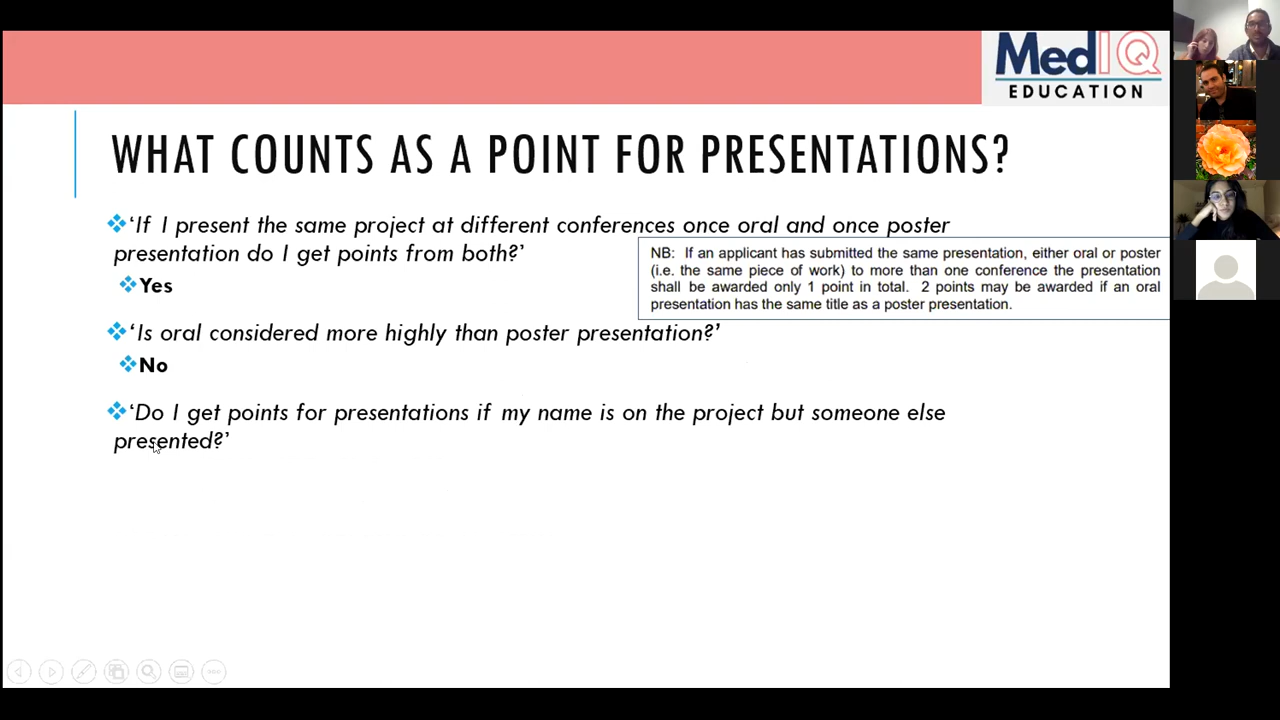 MedIQ
EDUCATION
WHAT COUNTS AS A POINT FOR PRESENTATIONS?
‘If I present the same project at different conferences once oral and once poster
presentation do I get points from both?’
Yes
NB: If an applicant has submitted the same presentation, either oral or poster
(i.e. the same piece of work) to more than one conference the presentation
shall be awarded only 1 point in total. 2 points may be awarded if an oral
presentation has the same title as a poster presentation.
‘Is oral considered more highly than poster presentation?’
No
‘Do I get points for presentations if my name is on the project but someone else
presented?’